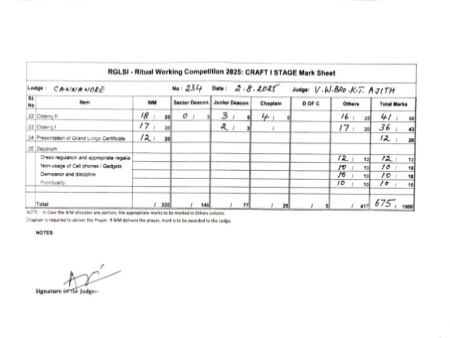 RGLSI - Ritual Working Competition 2025: CRAFT I STAGE Mark Sheet
Lodge : CANNANORE No : 234 Date : 2-8-2025 Judge: V.W.BRO.K.T. AJITH
SL No Item WM Senior Deacon Junior Deacon Chaplain D OF C Others Total Marks
22 Closing II 18 / 20 0 / 5 3 / 5 4 / 5 16 / 25 41 / 60
23 Closing I 17 / 20 2 / 3 / 17 / 20 36 / 43
24 Presentation of Grand Lodge Certificate 12 / 20 12 / 20
25 Decorum
Dress regulation and appropriate regalia 12 / 12 12 / 12
Non-usage of Cell phones / Gadgets 10 / 10 10 / 10
Demeanor and discipline 10 / 10 10 / 10
Punctuality 10 / 10 10 / 10
Total / 335 / 146 / 77 / 20 / 5 / 417 675 / 1000
NOTE : In Case the WM allocates any portion, the appropriate marks to be marked in Others column.
Chaplain is required to deliver the Prayer. If WM delivers the prayer, mark is to be awarded to the Lodge.
NOTES
Signature of the Judge:-